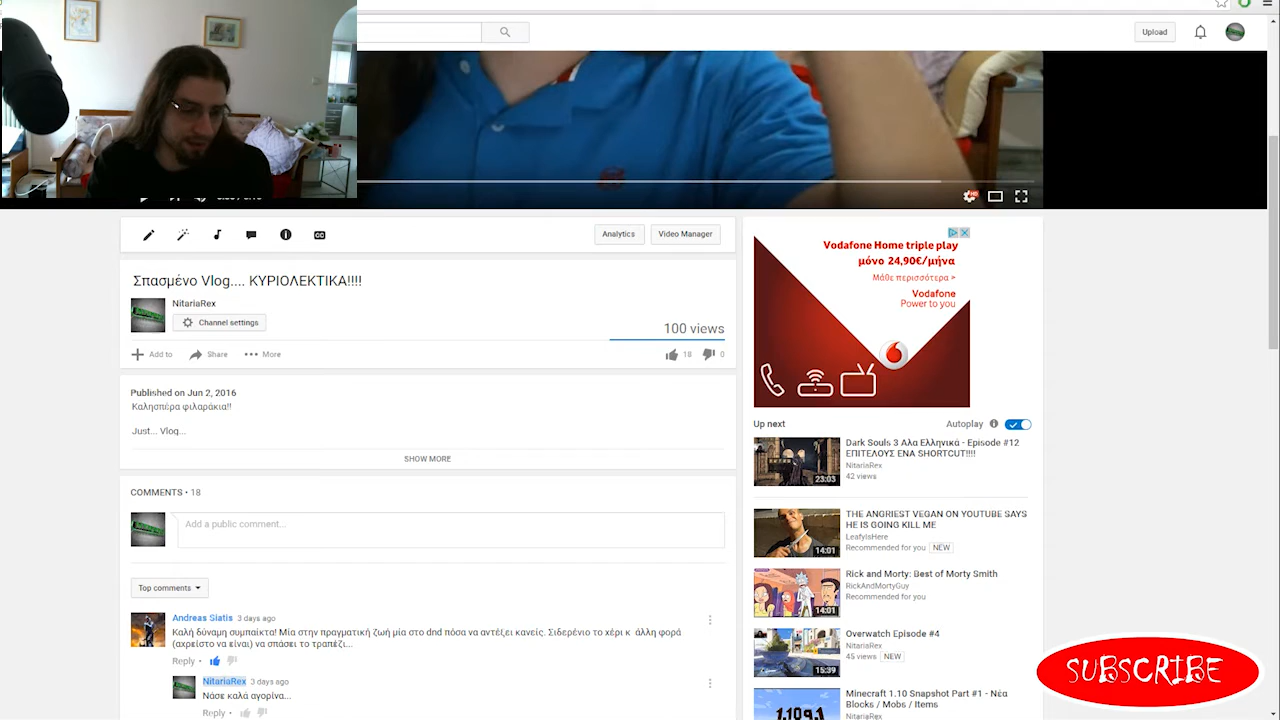 Upload
Analytics
Video Manager
Σπασμένο Vlog.... ΚΥΡΙΟΛΕΚΤΙΚΑ!!!!
NitariaRex
Channel settings
100 views
Add to
Share
More
18
0
Published on Jun 2, 2016
Καλησπέρα φιλαράκια!!
Just... Vlog...
SHOW MORE
COMMENTS • 18
Add a public comment...
Top comments
Andreas Siatis 3 days ago
Καλή δύναμη συμπαίκτα! Μία στην πραγματική ζωή μία στο dnd πόσα να αντέξει κανείς. Σιδερένιο το χέρι κ άλλη φορά
(αχρείστο να είναι) να σπάσει το τραπέζι...
Reply
NitariaRex 3 days ago
Νάσε καλά αγορίνα...
Reply
Vodafone Home triple play
μόνο 24,90€/μήνα
Μάθε περισσότερα >
Vodafone
Power to you
Up next
Autoplay
Dark Souls 3 Αλα Ελληνικά - Episode #12
ΕΠΙΤΕΛΟΥΣ ΕΝΑ SHORTCUT!!!!
NitariaRex
42 views
23:03
THE ANGRIEST VEGAN ON YOUTUBE SAYS
HE IS GOING KILL ME
LeafyIsHere
Recommended for you NEW
14:01
Rick and Morty: Best of Morty Smith
RickAndMortyGuy
Recommended for you
14:01
Overwatch Episode #4
NitariaRex
45 views NEW
15:39
Minecraft 1.10 Snapshot Part #1 - Νέα
Blocks / Mobs / Items
NitariaRex
SUBSCRIBE